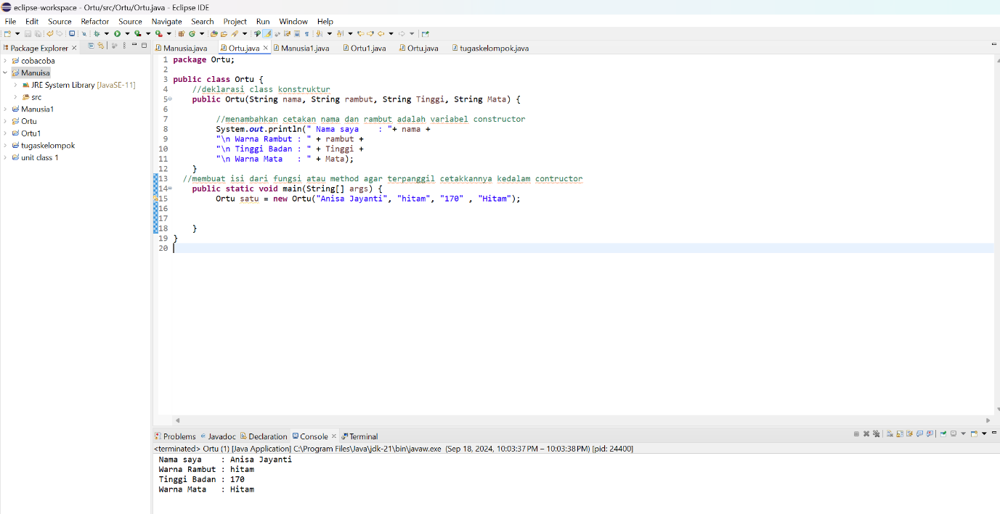 eclipse-workspace - Ortu/src/Ortu/Ortu.java - Eclipse IDE
File Edit Source Refactor Source Navigate Search Project Run Window Help
Package Explorer
cobacoba
Manuisa
JRE System Library [JavaSE-11]
src
Manusia1
Ortu
Ortu1
tugaskelompok
unit class 1
Manusia.java Ortu.java Manusia1.java Ortu1.java Ortu.java tugaskelompok.java
1 package Ortu;
2
3 public class Ortu {
4 //deklarasi class konstruktur
5 public Ortu(String nama, String rambut, String Tinggi, String Mata) {
6
7 //menambahkan cetakan nama dan rambut adalah variabel constructor
8 System.out.println(" Nama saya    : "+ nama +
9 "\n Warna Rambut : " + rambut +
10 "\n Tinggi Badan : " + Tinggi +
11 "\n Warna Mata   : " + Mata);
12 }
13 //membuat isi dari fungsi atau method agar terpanggil cetakkannya kedalam contructor
14 public static void main(String[] args) {
15 Ortu satu = new Ortu("Anisa Jayanti", "hitam", "170" , "Hitam");
16
17
18 }
19 }
20
Problems Javadoc Declaration Console Terminal
<terminated> Ortu (1) [Java Application] C:\Program Files\Java\jdk-21\bin\javaw.exe (Sep 18, 2024, 10:03:37 PM – 10:03:38 PM) [pid: 24400]
Nama saya    : Anisa Jayanti
Warna Rambut : hitam
Tinggi Badan : 170
Warna Mata   : Hitam